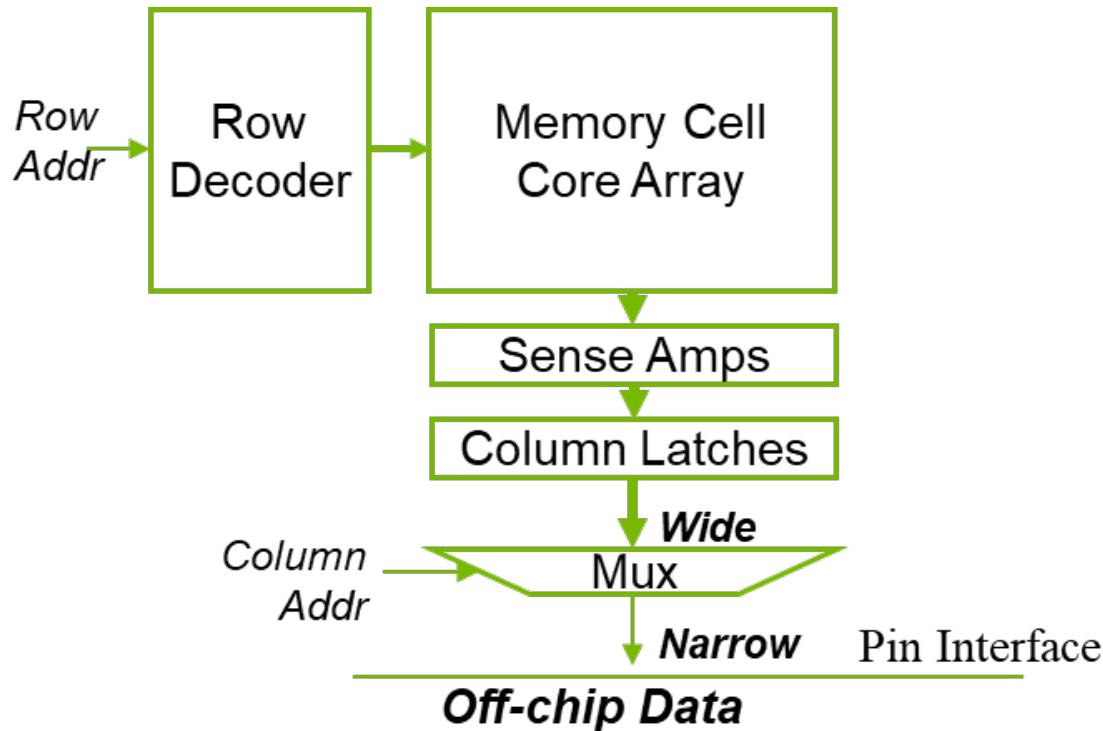 Row
Addr
Row
Decoder
Memory Cell
Core Array
Sense Amps
Column Latches
Wide
Column
Addr
Mux
Narrow
Pin Interface
Off-chip Data